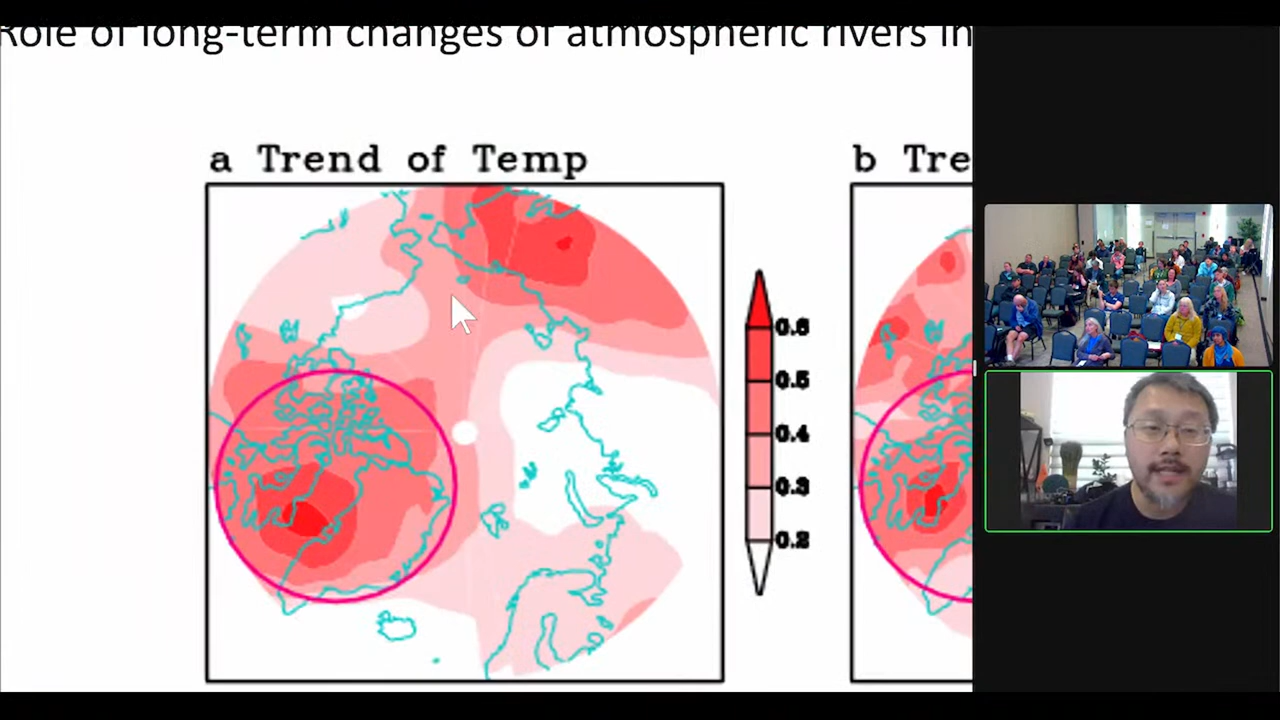 Role of long-term changes of atmospheric rivers in
a Trend of Temp
b Tre
0.6
0.5
0.4
0.3
0.2